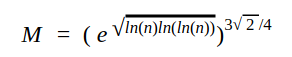 M = ( e^√(ln(n)ln(ln(n))) )^3√2/4